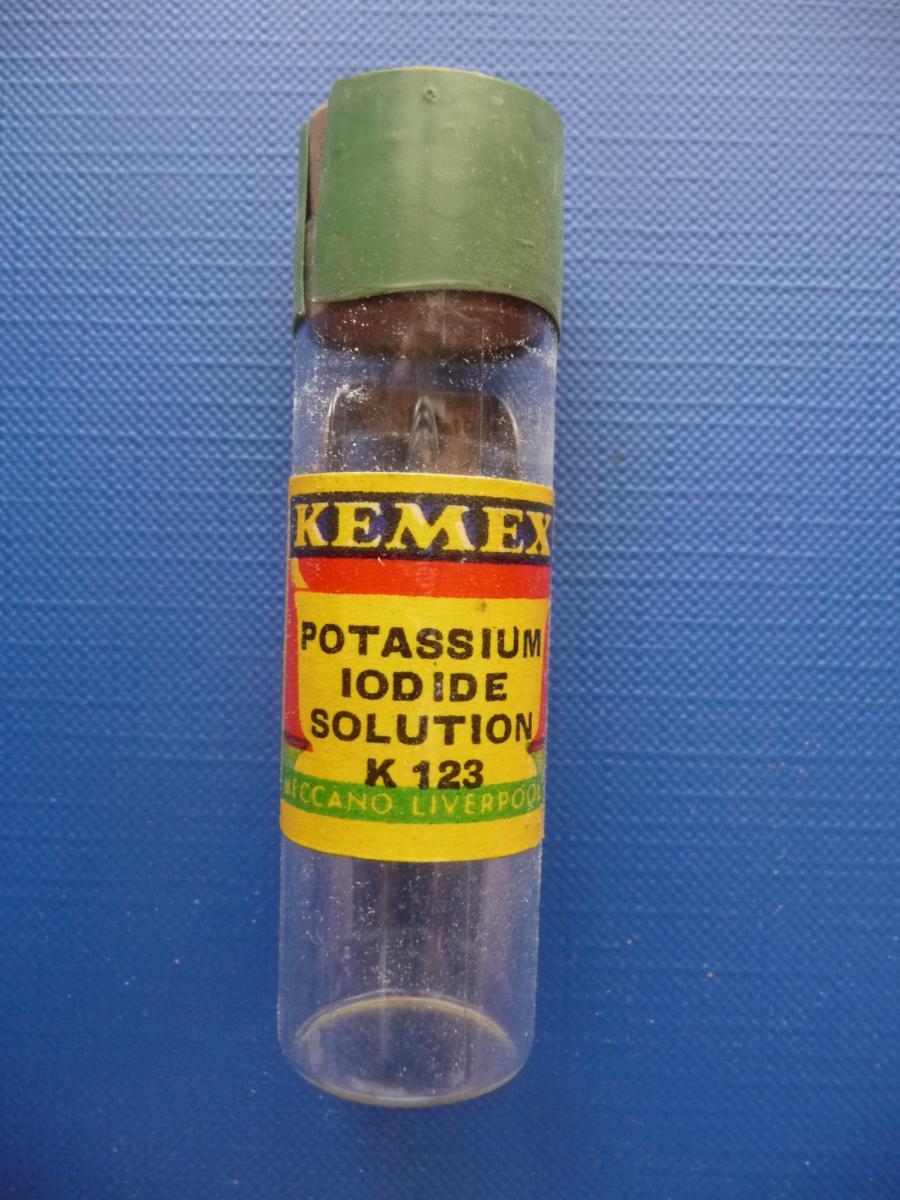 KEMEX
POTASSIUM
IODIDE
SOLUTION
K 123
MECCANO LIVERPOOL